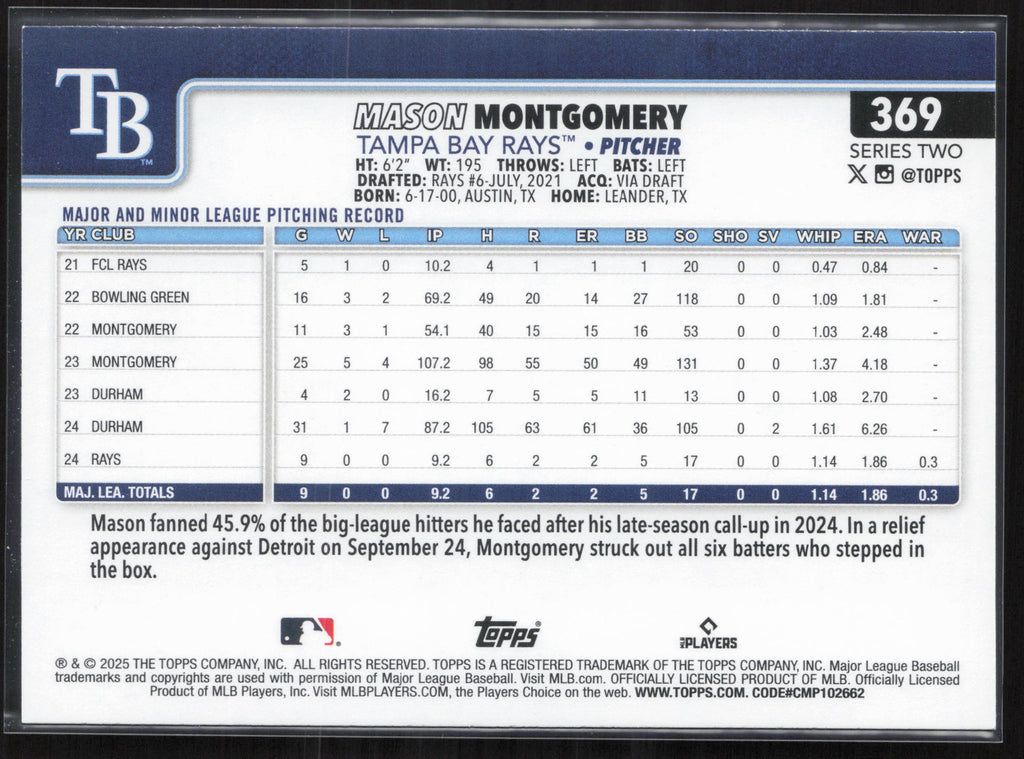 TB™
369
MASON MONTGOMERY
SERIES TWO
TAMPA BAY RAYS™ • PITCHER
HT: 6'2" WT: 195 THROWS: LEFT BATS: LEFT
@TOPPS
DRAFTED: RAYS #6-JULY, 2021 ACQ: VIA DRAFT
BORN: 6-17-00, AUSTIN, TX HOME: LEANDER, TX
MAJOR AND MINOR LEAGUE PITCHING RECORD
YR CLUB G W L IP H R ER BB SO SHO SV WHIP ERA WAR
21 FCL RAYS 5 1 0 10.2 4 1 1 1 20 0 0 0.47 0.84 -
22 BOWLING GREEN 16 3 2 69.2 49 20 14 27 118 0 0 1.09 1.81 -
22 MONTGOMERY 11 3 1 54.1 40 15 15 16 53 0 0 1.03 2.48 -
23 MONTGOMERY 25 5 4 107.2 98 55 50 49 131 0 0 1.37 4.18 -
23 DURHAM 4 2 0 16.2 7 5 5 11 13 0 0 1.08 2.70 -
24 DURHAM 31 1 7 87.2 105 63 61 36 105 0 2 1.61 6.26 -
24 RAYS 9 0 0 9.2 6 2 2 5 17 0 0 1.14 1.86 0.3
MAJ. LEA. TOTALS 9 0 0 9.2 6 2 2 5 17 0 0 1.14 1.86 0.3
Mason fanned 45.9% of the big-league hitters he faced after his late-season call-up in 2024. In a relief
appearance against Detroit on September 24, Montgomery struck out all six batters who stepped in
the box.
Topps®
MLB PLAYERS
® & © 2025 THE TOPPS COMPANY, INC. ALL RIGHTS RESERVED. TOPPS IS A REGISTERED TRADEMARK OF THE TOPPS COMPANY, INC. Major League Baseball
trademarks and copyrights are used with permission of Major League Baseball. Visit MLB.com. OFFICIALLY LICENSED PRODUCT OF MLB. Officially Licensed
Product of MLB Players, Inc. Visit MLBPLAYERS.COM, the Players Choice on the web. WWW.TOPPS.COM. CODE#CMP102662